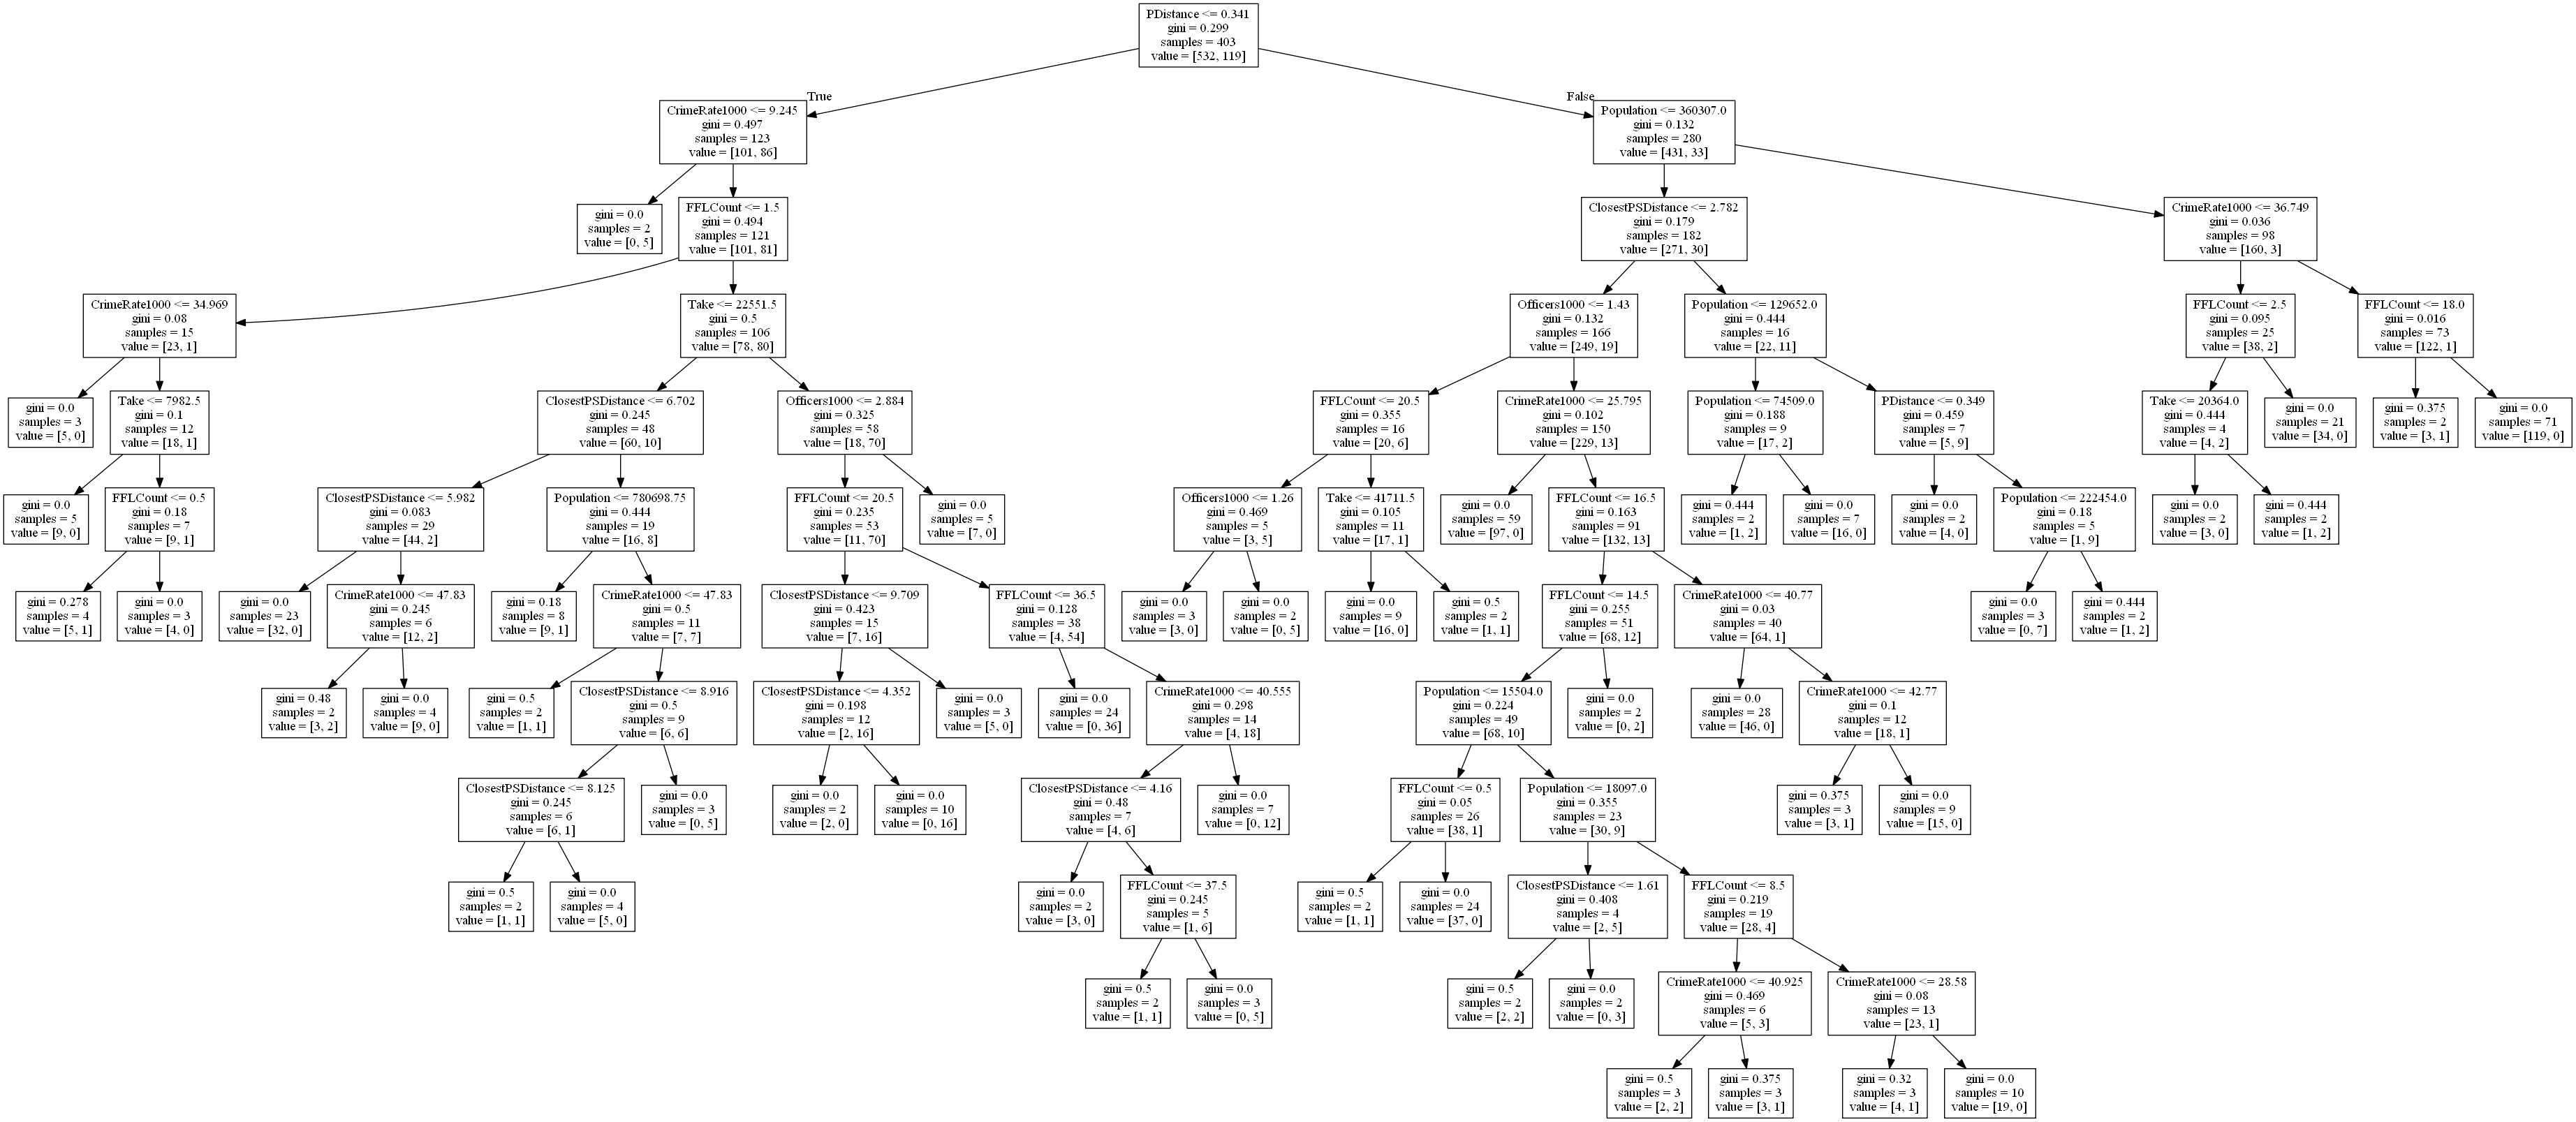 PDistance <= 0.341
gini = 0.299
samples = 403
value = [532, 119]
True
False
CrimeRate1000 <= 9.245
gini = 0.497
samples = 123
value = [101, 86]
Population <= 360307.0
gini = 0.132
samples = 280
value = [431, 33]
gini = 0.0
samples = 2
value = [0, 5]
FFLCount <= 1.5
gini = 0.494
samples = 121
value = [101, 81]
ClosestPSDistance <= 2.782
gini = 0.179
samples = 182
value = [271, 30]
CrimeRate1000 <= 36.749
gini = 0.036
samples = 98
value = [160, 3]
CrimeRate1000 <= 34.969
gini = 0.08
samples = 15
value = [23, 1]
Take <= 22551.5
gini = 0.5
samples = 106
value = [78, 80]
Officers1000 <= 1.43
gini = 0.132
samples = 166
value = [249, 19]
Population <= 129652.0
gini = 0.444
samples = 16
value = [22, 11]
FFLCount <= 2.5
gini = 0.095
samples = 25
value = [38, 2]
FFLCount <= 18.0
gini = 0.016
samples = 73
value = [122, 1]
gini = 0.0
samples = 3
value = [5, 0]
Take <= 7982.5
gini = 0.1
samples = 12
value = [18, 1]
ClosestPSDistance <= 6.702
gini = 0.245
samples = 48
value = [60, 10]
Officers1000 <= 2.884
gini = 0.325
samples = 58
value = [18, 70]
FFLCount <= 20.5
gini = 0.355
samples = 16
value = [20, 6]
CrimeRate1000 <= 25.795
gini = 0.102
samples = 150
value = [229, 13]
Population <= 74509.0
gini = 0.188
samples = 9
value = [17, 2]
PDistance <= 0.349
gini = 0.459
samples = 7
value = [5, 9]
Take <= 20364.0
gini = 0.444
samples = 4
value = [4, 2]
gini = 0.0
samples = 21
value = [34, 0]
gini = 0.375
samples = 2
value = [3, 1]
gini = 0.0
samples = 71
value = [119, 0]
gini = 0.0
samples = 5
value = [9, 0]
FFLCount <= 0.5
gini = 0.18
samples = 7
value = [9, 1]
ClosestPSDistance <= 5.982
gini = 0.083
samples = 29
value = [44, 2]
Population <= 780698.75
gini = 0.444
samples = 19
value = [16, 8]
FFLCount <= 20.5
gini = 0.235
samples = 53
value = [11, 70]
gini = 0.0
samples = 5
value = [7, 0]
Officers1000 <= 1.26
gini = 0.469
samples = 5
value = [3, 5]
Take <= 41711.5
gini = 0.105
samples = 11
value = [17, 1]
gini = 0.0
samples = 59
value = [97, 0]
FFLCount <= 16.5
gini = 0.163
samples = 91
value = [132, 13]
gini = 0.444
samples = 2
value = [1, 2]
gini = 0.0
samples = 7
value = [16, 0]
gini = 0.0
samples = 2
value = [4, 0]
Population <= 222454.0
gini = 0.18
samples = 5
value = [1, 9]
gini = 0.0
samples = 2
value = [3, 0]
gini = 0.444
samples = 2
value = [1, 2]
gini = 0.278
samples = 4
value = [5, 1]
gini = 0.0
samples = 3
value = [4, 0]
gini = 0.0
samples = 23
value = [32, 0]
CrimeRate1000 <= 47.83
gini = 0.245
samples = 6
value = [12, 2]
gini = 0.18
samples = 8
value = [9, 1]
CrimeRate1000 <= 47.83
gini = 0.5
samples = 11
value = [7, 7]
ClosestPSDistance <= 9.709
gini = 0.423
samples = 15
value = [7, 16]
FFLCount <= 36.5
gini = 0.128
samples = 38
value = [4, 54]
gini = 0.0
samples = 3
value = [3, 0]
gini = 0.0
samples = 2
value = [0, 5]
gini = 0.0
samples = 9
value = [16, 0]
gini = 0.5
samples = 2
value = [1, 1]
FFLCount <= 14.5
gini = 0.255
samples = 51
value = [68, 12]
CrimeRate1000 <= 40.77
gini = 0.03
samples = 40
value = [64, 1]
gini = 0.0
samples = 3
value = [0, 7]
gini = 0.444
samples = 2
value = [1, 2]
gini = 0.48
samples = 2
value = [3, 2]
gini = 0.0
samples = 4
value = [9, 0]
gini = 0.5
samples = 2
value = [1, 1]
ClosestPSDistance <= 8.916
gini = 0.5
samples = 9
value = [6, 6]
ClosestPSDistance <= 4.352
gini = 0.198
samples = 12
value = [2, 16]
gini = 0.0
samples = 3
value = [5, 0]
gini = 0.0
samples = 24
value = [0, 36]
CrimeRate1000 <= 40.555
gini = 0.298
samples = 14
value = [4, 18]
Population <= 15504.0
gini = 0.224
samples = 49
value = [68, 10]
gini = 0.0
samples = 2
value = [0, 2]
gini = 0.0
samples = 28
value = [46, 0]
CrimeRate1000 <= 42.77
gini = 0.1
samples = 12
value = [18, 1]
ClosestPSDistance <= 8.125
gini = 0.245
samples = 6
value = [6, 1]
gini = 0.0
samples = 3
value = [0, 5]
gini = 0.0
samples = 2
value = [2, 0]
gini = 0.0
samples = 10
value = [0, 16]
ClosestPSDistance <= 4.16
gini = 0.48
samples = 7
value = [4, 6]
gini = 0.0
samples = 7
value = [0, 12]
FFLCount <= 0.5
gini = 0.05
samples = 26
value = [38, 1]
Population <= 18097.0
gini = 0.355
samples = 23
value = [30, 9]
gini = 0.375
samples = 3
value = [3, 1]
gini = 0.0
samples = 9
value = [15, 0]
gini = 0.5
samples = 2
value = [1, 1]
gini = 0.0
samples = 4
value = [5, 0]
gini = 0.0
samples = 2
value = [3, 0]
FFLCount <= 37.5
gini = 0.245
samples = 5
value = [1, 6]
gini = 0.5
samples = 2
value = [1, 1]
gini = 0.0
samples = 24
value = [37, 0]
ClosestPSDistance <= 1.61
gini = 0.408
samples = 4
value = [2, 5]
FFLCount <= 8.5
gini = 0.219
samples = 19
value = [28, 4]
gini = 0.5
samples = 2
value = [1, 1]
gini = 0.0
samples = 3
value = [0, 5]
gini = 0.5
samples = 2
value = [2, 2]
gini = 0.0
samples = 2
value = [0, 3]
CrimeRate1000 <= 40.925
gini = 0.469
samples = 6
value = [5, 3]
CrimeRate1000 <= 28.58
gini = 0.08
samples = 13
value = [23, 1]
gini = 0.5
samples = 3
value = [2, 2]
gini = 0.375
samples = 3
value = [3, 1]
gini = 0.32
samples = 3
value = [4, 1]
gini = 0.0
samples = 10
value = [19, 0]